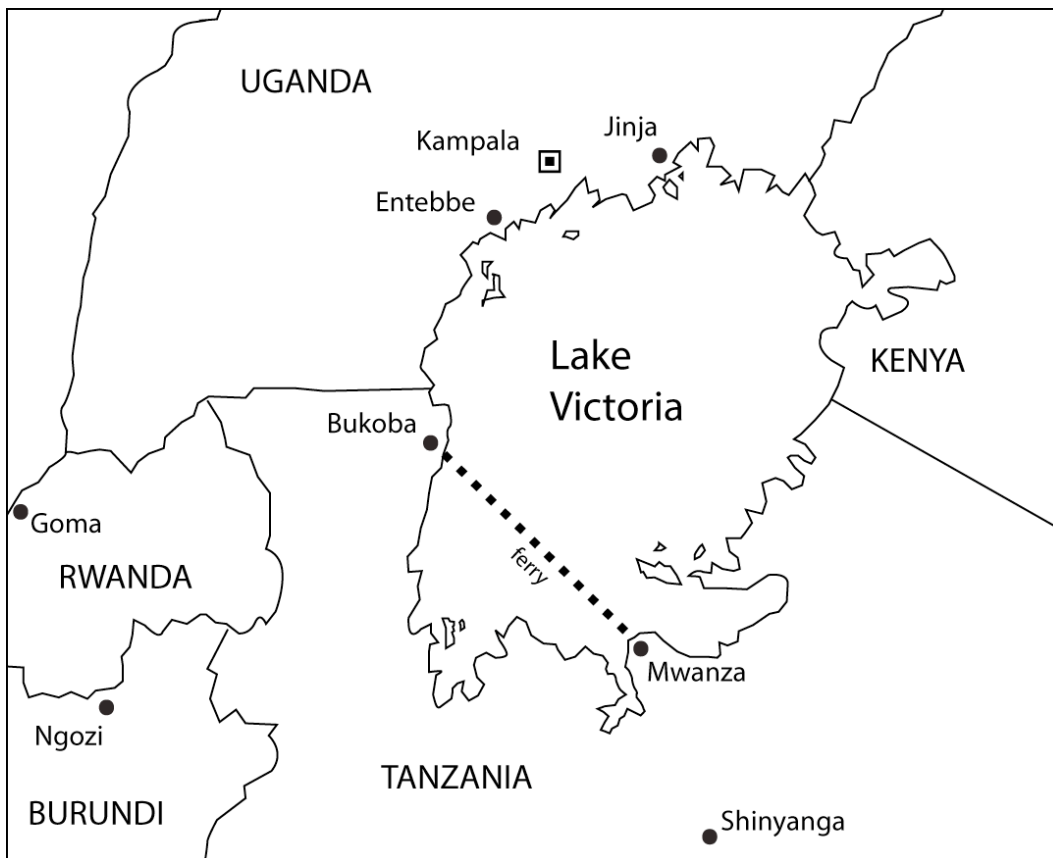 UGANDA
Kampala
Jinja
Entebbe
Lake
Victoria
KENYA
Bukoba
Goma
ferry
RWANDA
Mwanza
Ngozi
TANZANIA
BURUNDI
Shinyanga